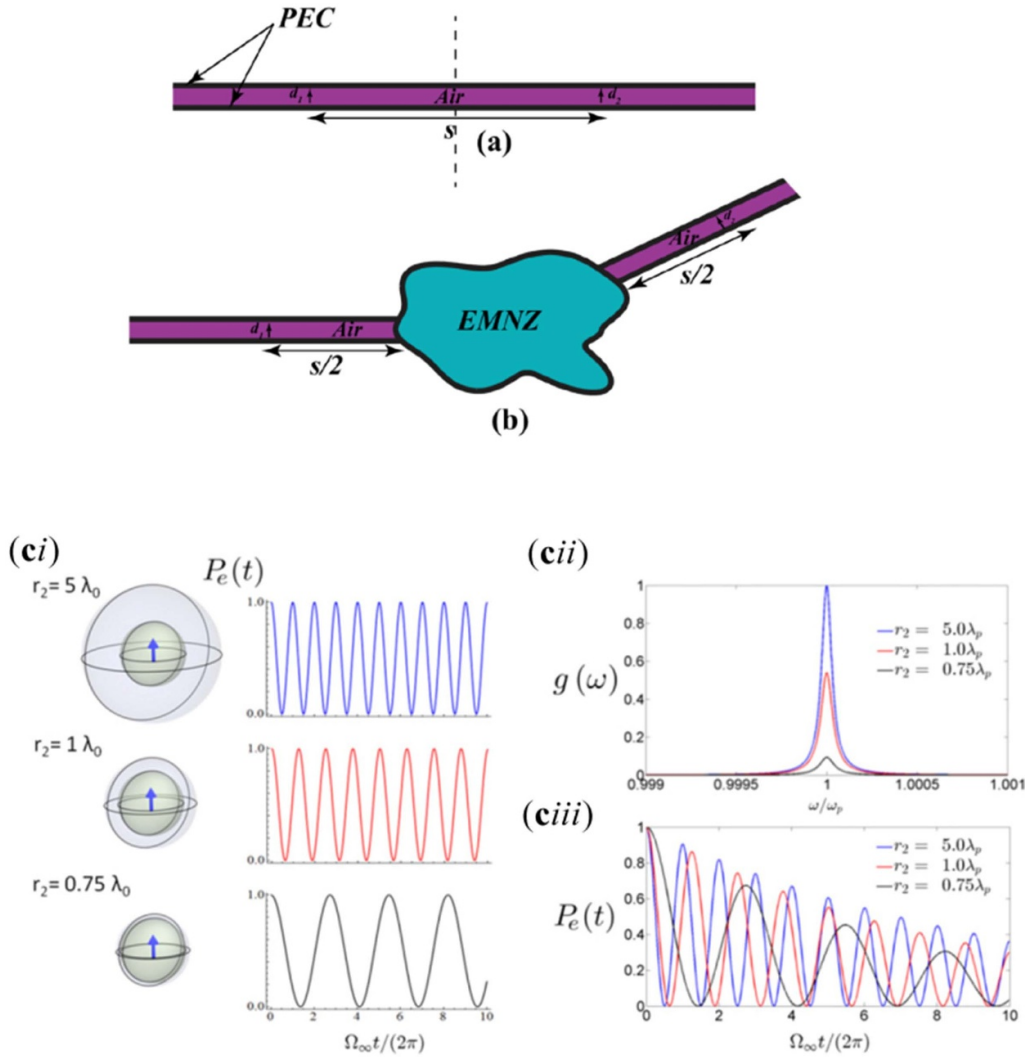 PEC
d₁ Air d₂
s
(a)
Air d₂
s/2
EMNZ
d₁ Air
s/2
(b)
(ci)
Pₑ(t)
r₂= 5 λ₀
1.0
0.0
r₂= 1 λ₀
1.0
0.0
r₂= 0.75 λ₀
1.0
0.0
0 2 4 6 8 10
Ω∞t/(2π)
(cii)
g(ω)
1
0.8
0.6
0.4
0.2
0
r₂ = 5.0λₚ
r₂ = 1.0λₚ
r₂ = 0.75λₚ
0.999 0.9995 1 1.0005 1.001
ω/ωₚ
(ciii)
Pₑ(t)
1
0.8
0.6
0.4
0.2
0
r₂ = 5.0λₚ
r₂ = 1.0λₚ
r₂ = 0.75λₚ
0 2 4 6 8 10
Ω∞t/(2π)